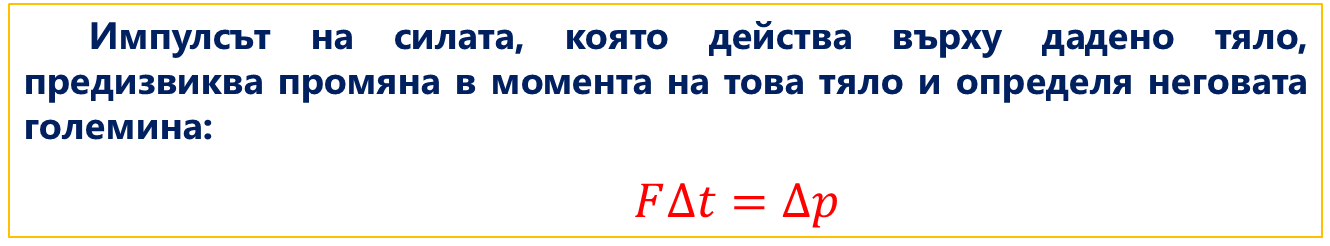 Импулсът на силата, която действа върху дадено тяло,
предизвиква промяна в момента на това тяло и определя неговата
големина:
FΔt = Δp